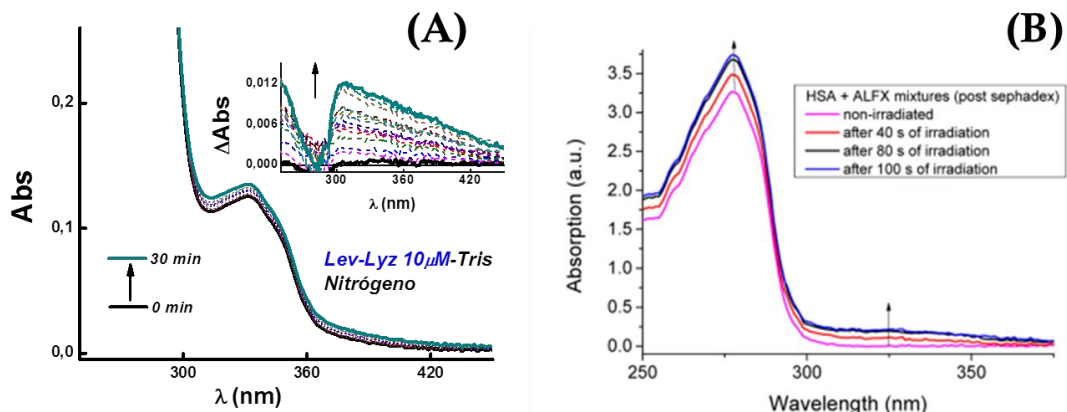 (A)
Abs
0,2
0,1
0,0
300
360
420
λ (nm)
30 min
0 min
Lev-Lyz 10μM-Tris
Nitrógeno
ΔAbs
0,012
0,006
0,000
300
360
420
λ (nm)
(B)
Absorption (a.u.)
3.5
3.0
2.5
2.0
1.5
1.0
0.5
0.0
250
275
300
325
350
375
Wavelength (nm)
HSA + ALFX mixtures (post sephadex)
non-irradiated
after 40 s of irradiation
after 80 s of irradiation
after 100 s of irradiation